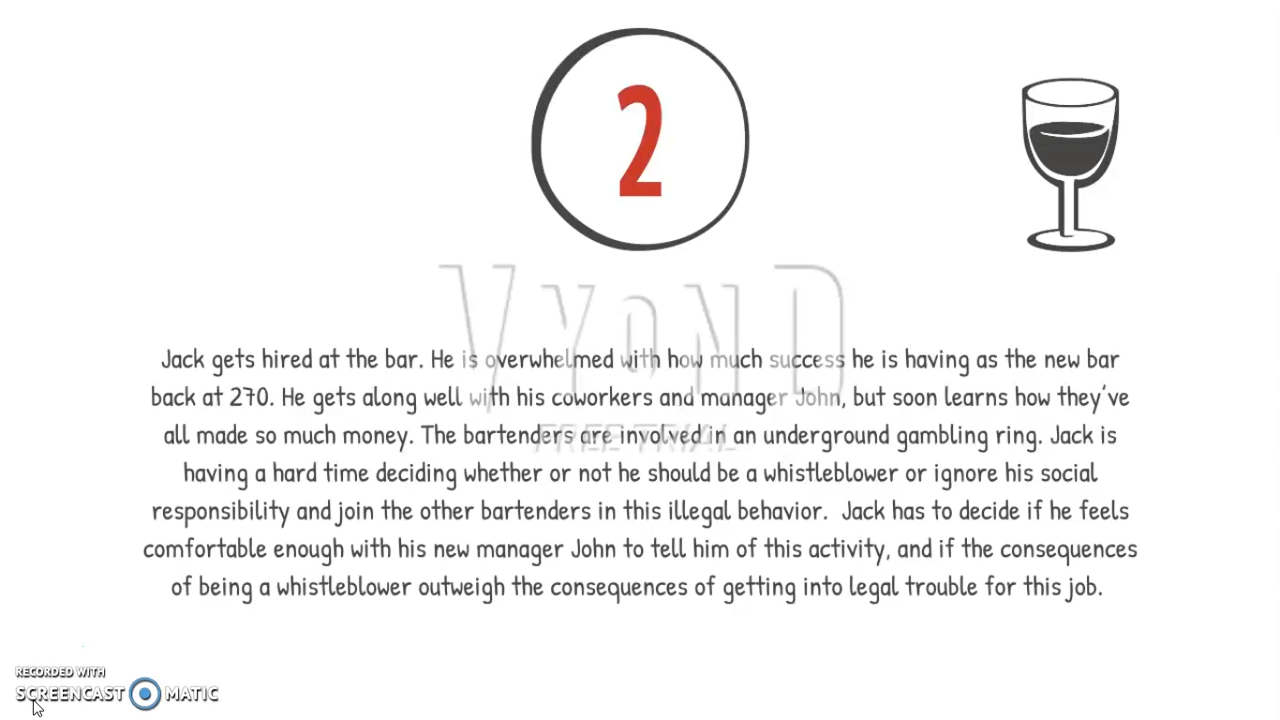 2
VYOND
FREE TRIAL
Jack gets hired at the bar. He is overwhelmed with how much success he is having as the new bar
back at 270. He gets along well with his coworkers and manager John, but soon learns how they've
all made so much money. The bartenders are involved in an underground gambling ring. Jack is
having a hard time deciding whether or not he should be a whistleblower or ignore his social
responsibility and join the other bartenders in this illegal behavior. Jack has to decide if he feels
comfortable enough with his new manager John to tell him of this activity, and if the consequences
of being a whistleblower outweigh the consequences of getting into legal trouble for this job.
RECORDED WITH
SCREENCAST MATIC